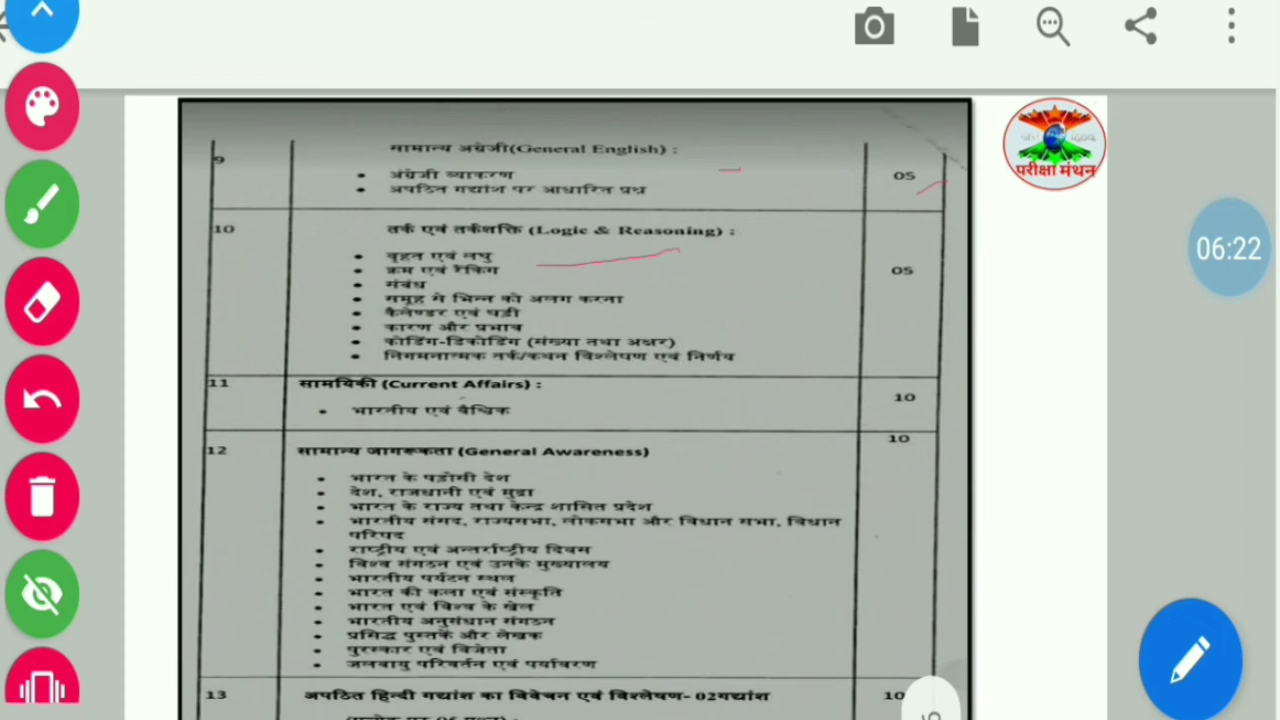 9
सामान्य अंग्रेजी(General English) :
अंग्रेजी व्याकरण
अपठित गद्यांश पर आधारित प्रश्न
05
10
तर्क एवं तर्कशक्ति (Logic & Reasoning) :
वृहत एवं लघु
क्रम एवं रैंकिंग
संबंध
समूह से भिन्न को अलग करना
कैलेण्डर एवं घड़ी
कारण और प्रभाव
कोडिंग-डिकोडिंग (संख्या तथा अक्षर)
निगमनात्मक तर्क/कथन विश्लेषण एवं निर्णय
05
11
सामयिकी (Current Affairs) :
भारतीय एवं वैश्विक
10
12
सामान्य जागरूकता (General Awareness)
10
भारत के पड़ोसी देश
देश, राजधानी एवं मुद्रा
भारत के राज्य तथा केन्द्र शासित प्रदेश
भारतीय संसद, राज्यसभा, लोकसभा और विधान सभा, विधान
परिषद
राष्ट्रीय एवं अन्तर्राष्ट्रीय दिवस
विश्व संगठन एवं उनके मुख्यालय
भारतीय पर्यटन स्थल
भारत की कला एवं संस्कृति
भारत एवं विश्व के खेल
भारतीय अनुसंधान संगठन
प्रसिद्ध पुस्तकें और लेखक
पुरस्कार एवं विजेता
जलवायु परिवर्तन एवं पर्यावरण
13
अपठित हिन्दी गद्यांश का विवेचन एवं विश्लेषण- 02गद्यांश
10
परीक्षा मंथन
06:22